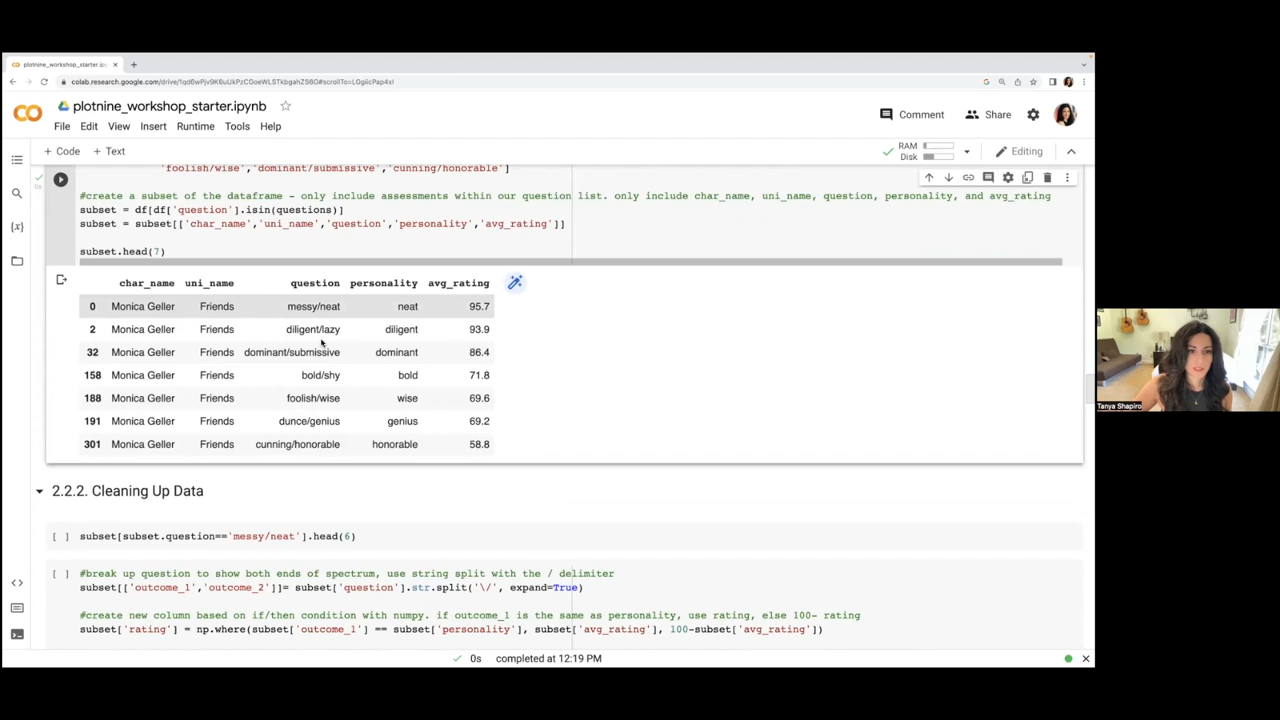 plotnine_workshop_starter.ipy
plotnine_workshop_starter.ipynb
File Edit View Insert Runtime Tools Help
Comment Share
+ Code + Text
RAM
Disk
Editing
'foolish/wise','dominant/submissive','cunning/honorable']
#create a subset of the dataframe - only include assessments within our question list. only include char_name, uni_name, question, personality, and avg_rating
subset = df[df['question'].isin(questions)]
subset = subset[['char_name','uni_name','question','personality','avg_rating']]
subset.head(7)
char_name uni_name question personality avg_rating
0 Monica Geller Friends messy/neat neat 95.7
2 Monica Geller Friends diligent/lazy diligent 93.9
32 Monica Geller Friends dominant/submissive dominant 86.4
158 Monica Geller Friends bold/shy bold 71.8
188 Monica Geller Friends foolish/wise wise 69.6
191 Monica Geller Friends dunce/genius genius 69.2
301 Monica Geller Friends cunning/honorable honorable 58.8
2.2.2. Cleaning Up Data
[ ] subset[subset.question=='messy/neat'].head(6)
[ ] #break up question to show both ends of spectrum, use string split with the / delimiter
subset[['outcome_1','outcome_2']]= subset['question'].str.split('\/', expand=True)
#create new column based on if/then condition with numpy. if outcome_1 is the same as personality, use rating, else 100- rating
subset['rating'] = np.where(subset['outcome_1'] == subset['personality'], subset['avg_rating'], 100-subset['avg_rating'])
0s completed at 12:19 PM
Tanya Shapiro